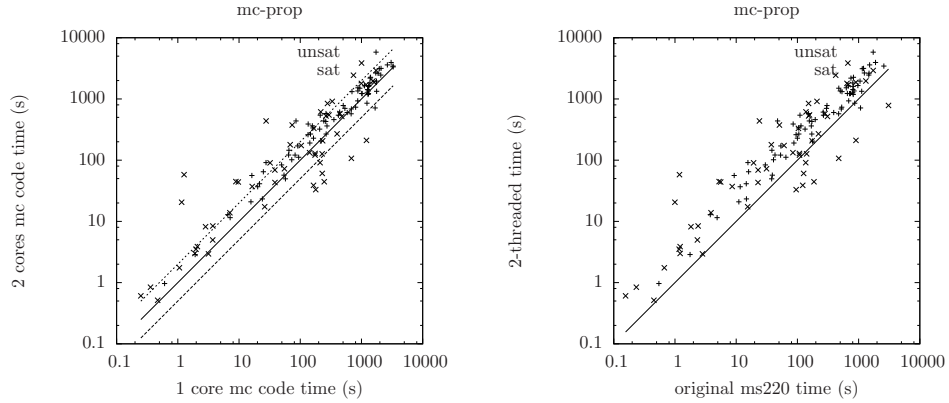 mc-prop
10000
1000
100
10
1
0.1
2 cores mc code time (s)
unsat
sat
0.1 1 10 100 1000 10000
1 core mc code time (s)
mc-prop
10000
1000
100
10
1
0.1
2-threaded time (s)
unsat
sat
0.1 1 10 100 1000 10000
original ms220 time (s)